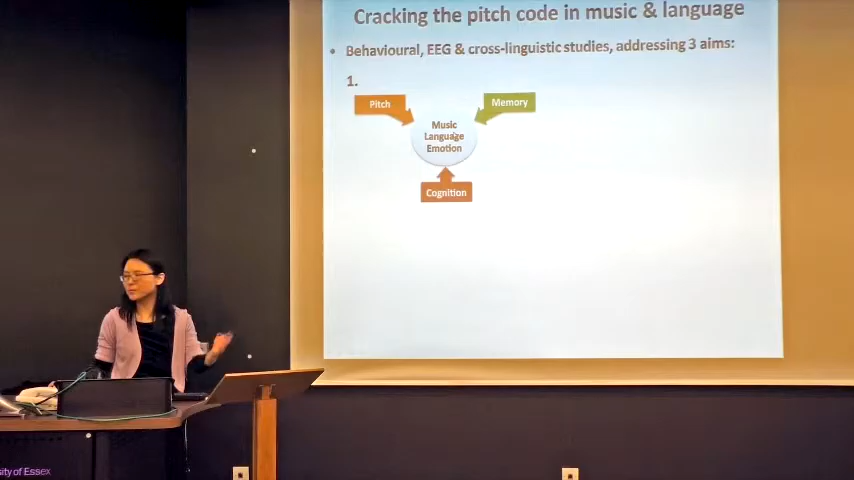 Cracking the pitch code in music & language
• Behavioural, EEG & cross-linguistic studies, addressing 3 aims:
1.
Pitch
Memory
Music
Language
Emotion
Cognition
sity of Essex